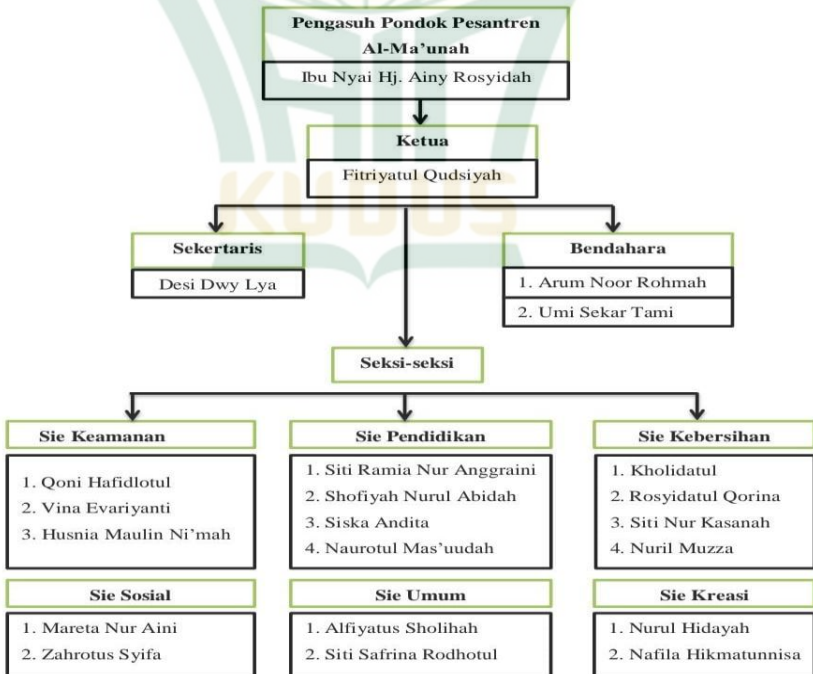 Pengasuh Pondok Pesantren
Al-Ma'unah
Ibu Nyai Hj. Ainy Rosyidah
Ketua
Fitriyatul Qudsiyah
KUDUS
Sekertaris
Desi Dwy Lya
Bendahara
1. Arum Noor Rohmah
2. Umi Sekar Tami
Seksi-seksi
Sie Keamanan
1. Qoni Hafidlotul
2. Vina Evariyanti
3. Husnia Maulin Ni'mah
Sie Pendidikan
1. Siti Ramia Nur Anggraini
2. Shofiyah Nurul Abidah
3. Siska Andita
4. Naurotul Mas'uudah
Sie Kebersihan
1. Kholidatul
2. Rosyidatul Qorina
3. Siti Nur Kasanah
4. Nuril Muzza
Sie Sosial
1. Mareta Nur Aini
2. Zahrotus Syifa
Sie Umum
1. Alfiyatus Sholihah
2. Siti Safrina Rodhotul
Sie Kreasi
1. Nurul Hidayah
2. Nafila Hikmatunnisa